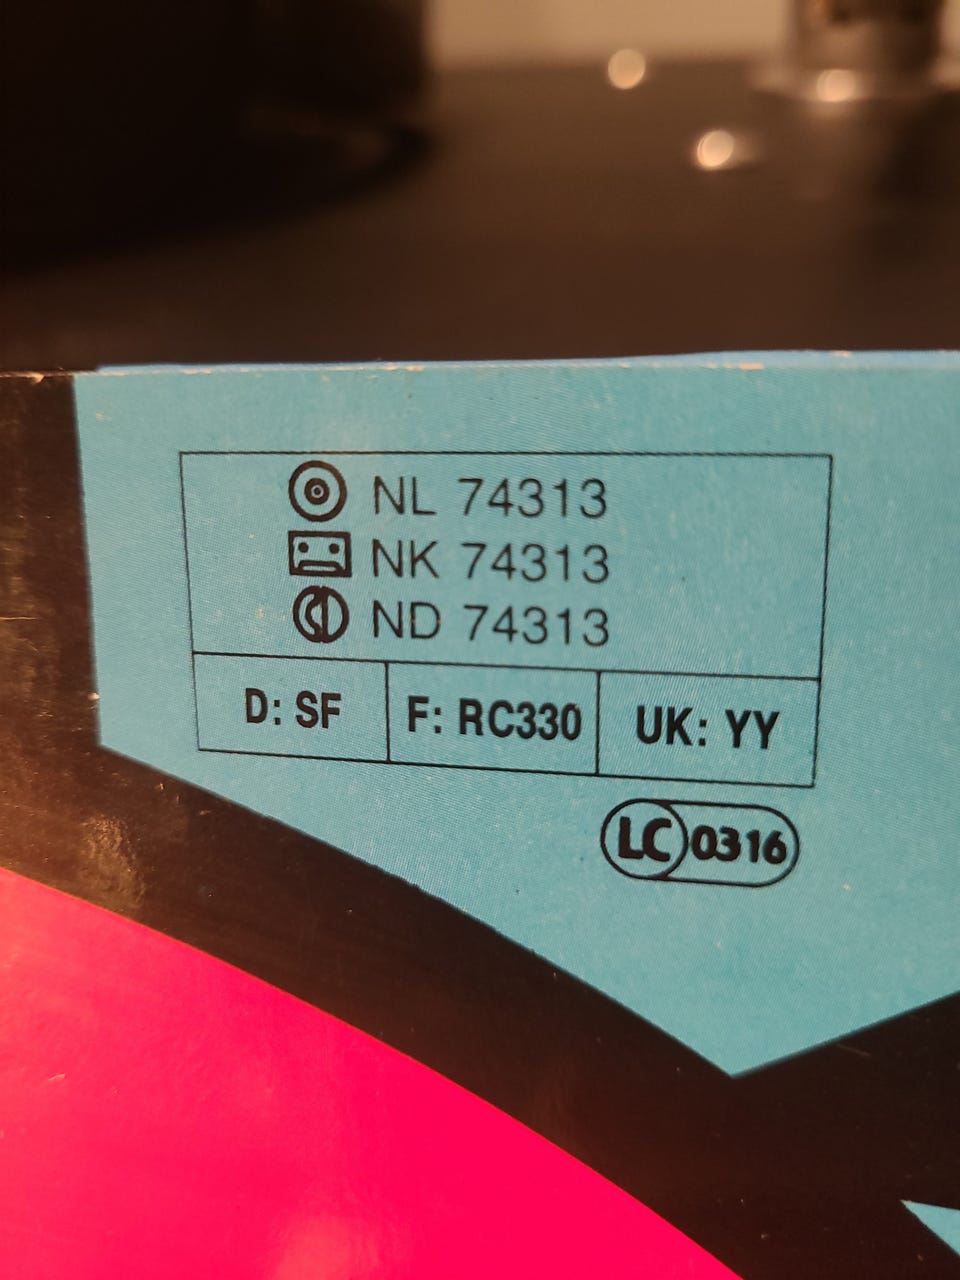 NL 74313
NK 74313
ND 74313
D: SF F: RC330 UK: YY
LC 0316